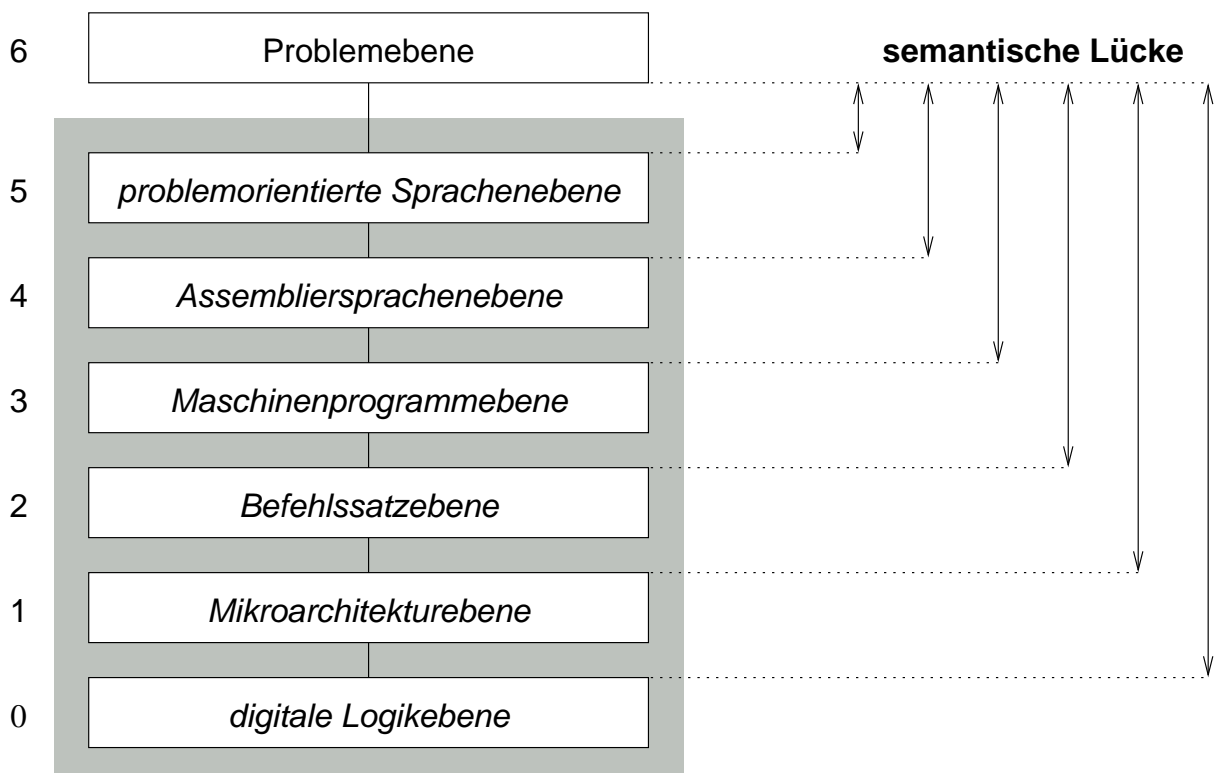 6 Problemebene semantische Lücke
5 problemorientierte Sprachenebene
4 Assembliersprachenebene
3 Maschinenprogrammebene
2 Befehlssatzebene
1 Mikroarchitekturebene
0 digitale Logikebene